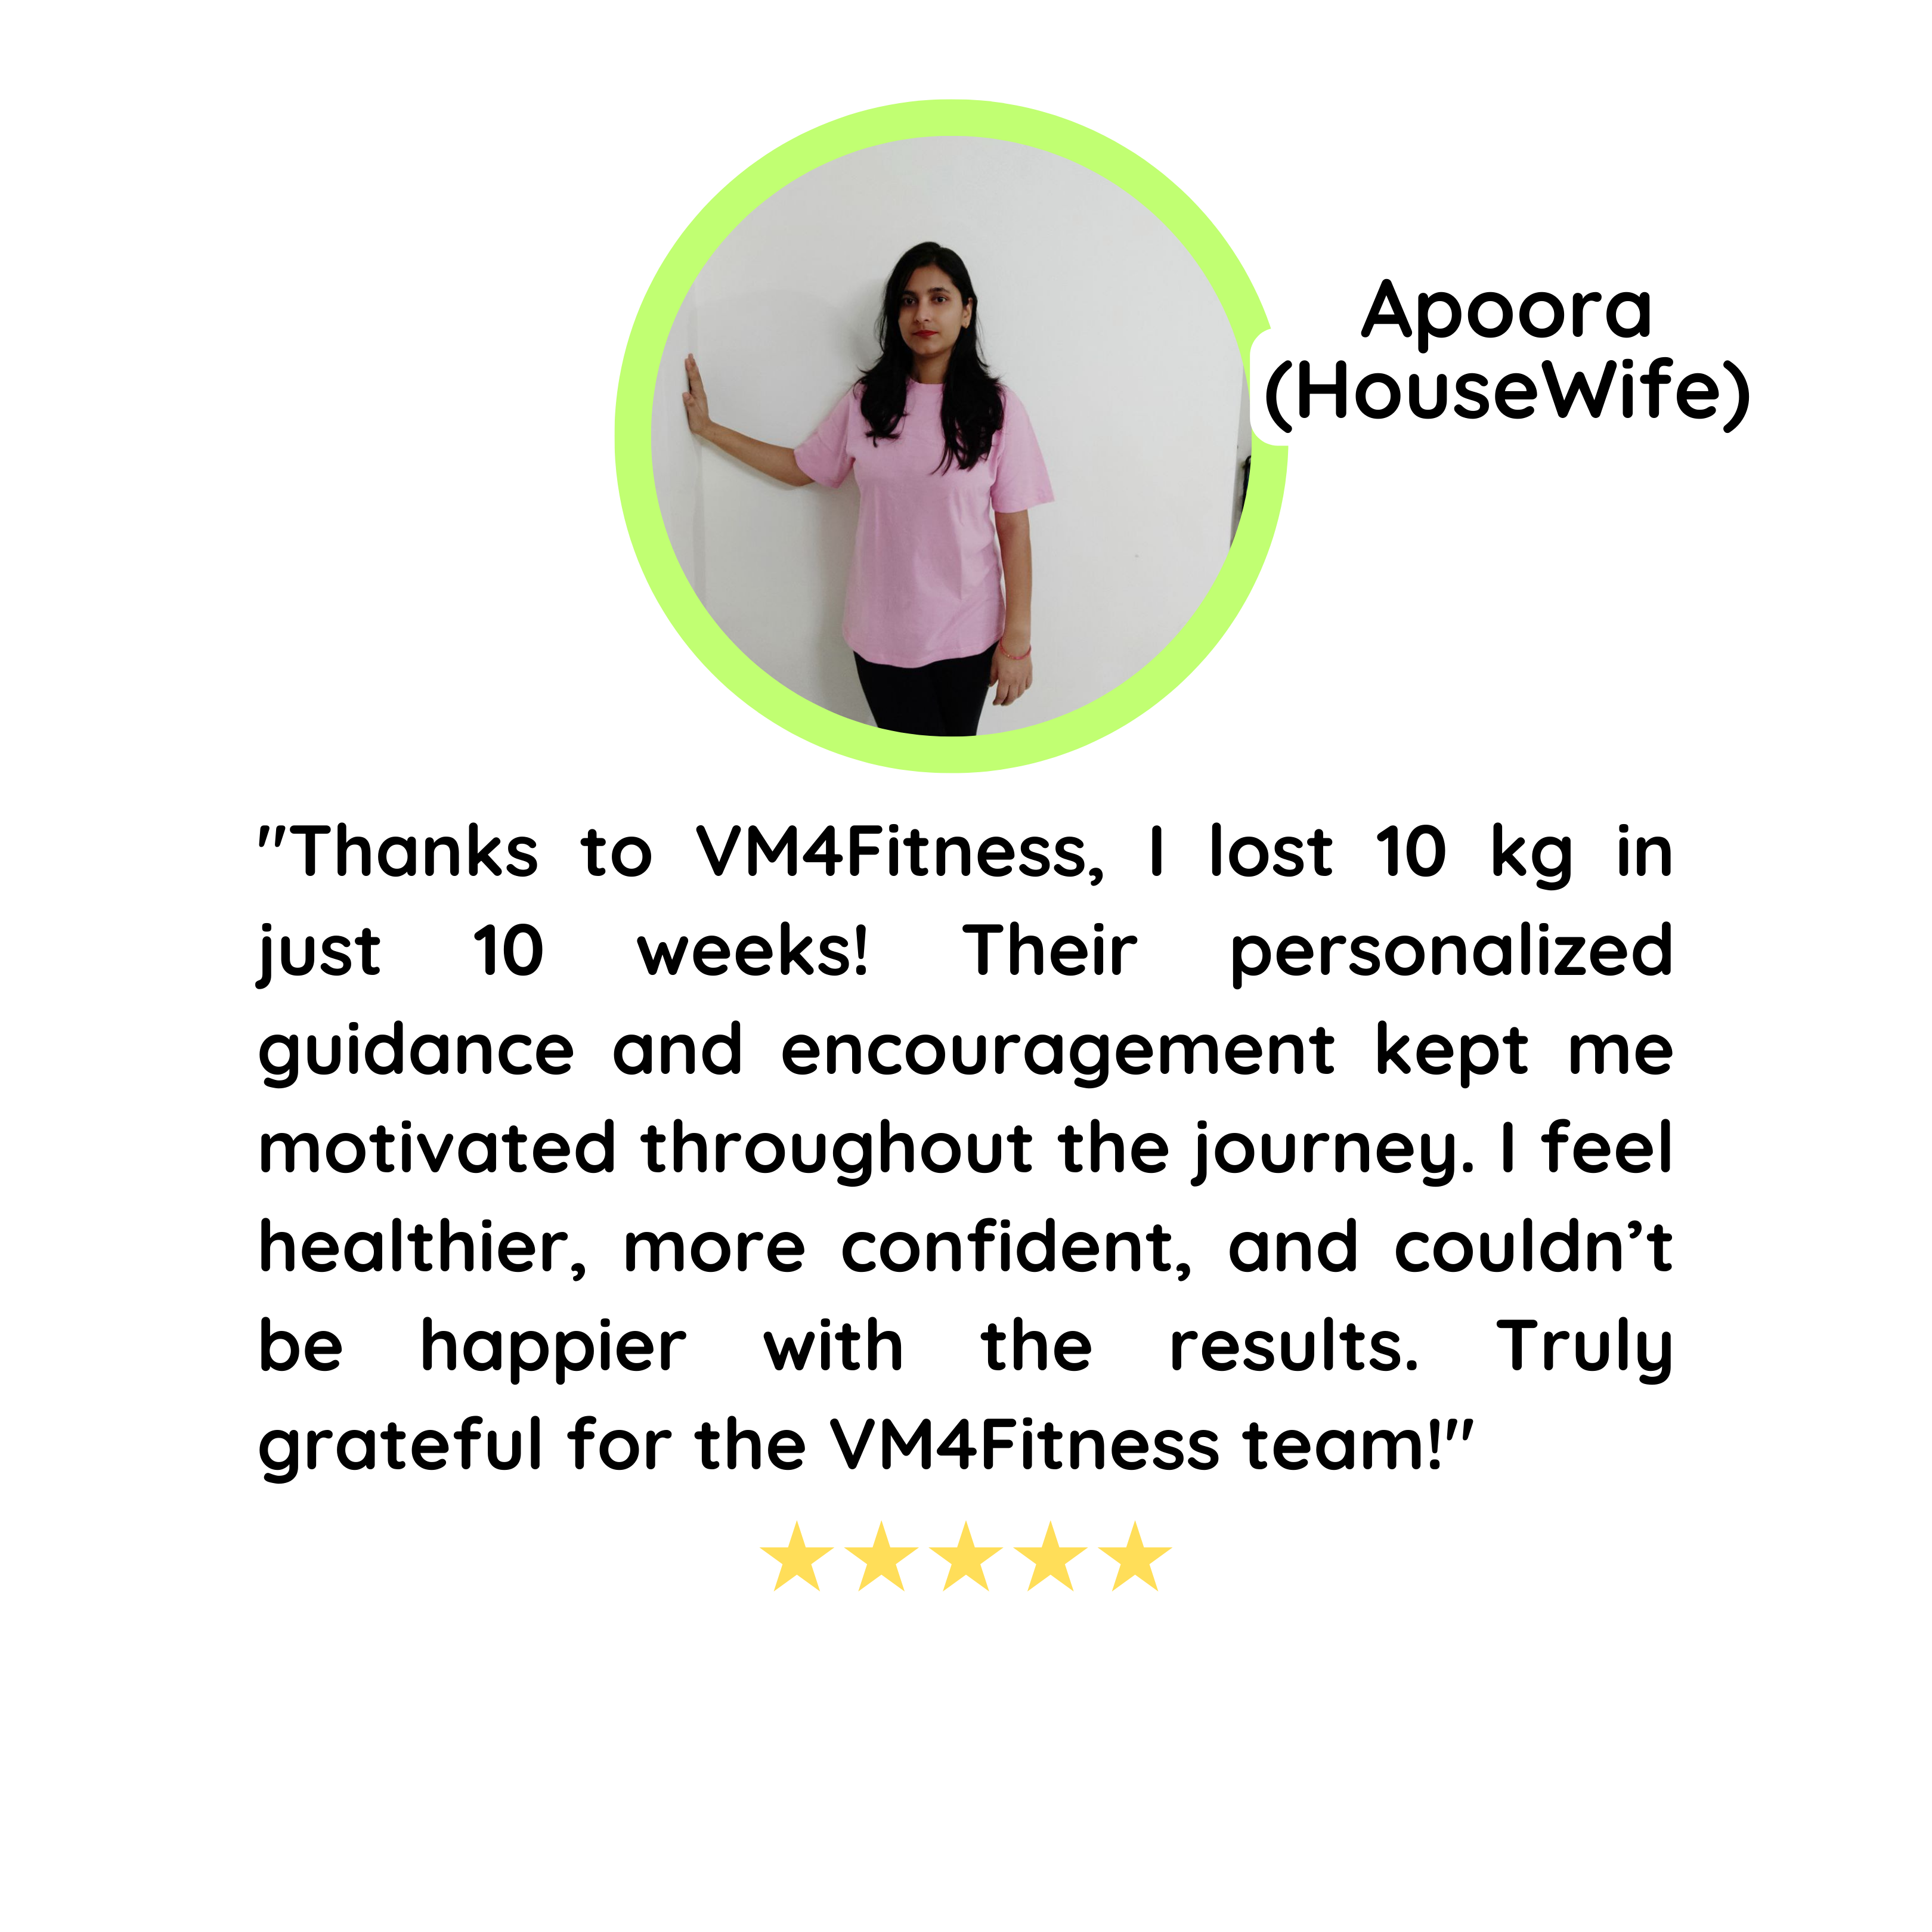 Apoora
(HouseWife)
"Thanks to VM4Fitness, I lost 10 kg in
just 10 weeks! Their personalized
guidance and encouragement kept me
motivated throughout the journey. I feel
healthier, more confident, and couldn’t
be happier with the results. Truly
grateful for the VM4Fitness team!"